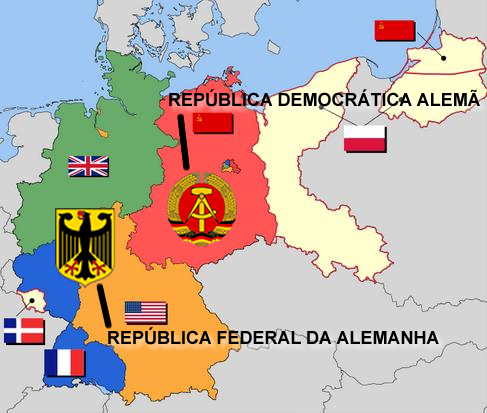 REPÚBLICA DEMOCRÁTICA ALEMÃ
REPÚBLICA FEDERAL DA ALEMANHA